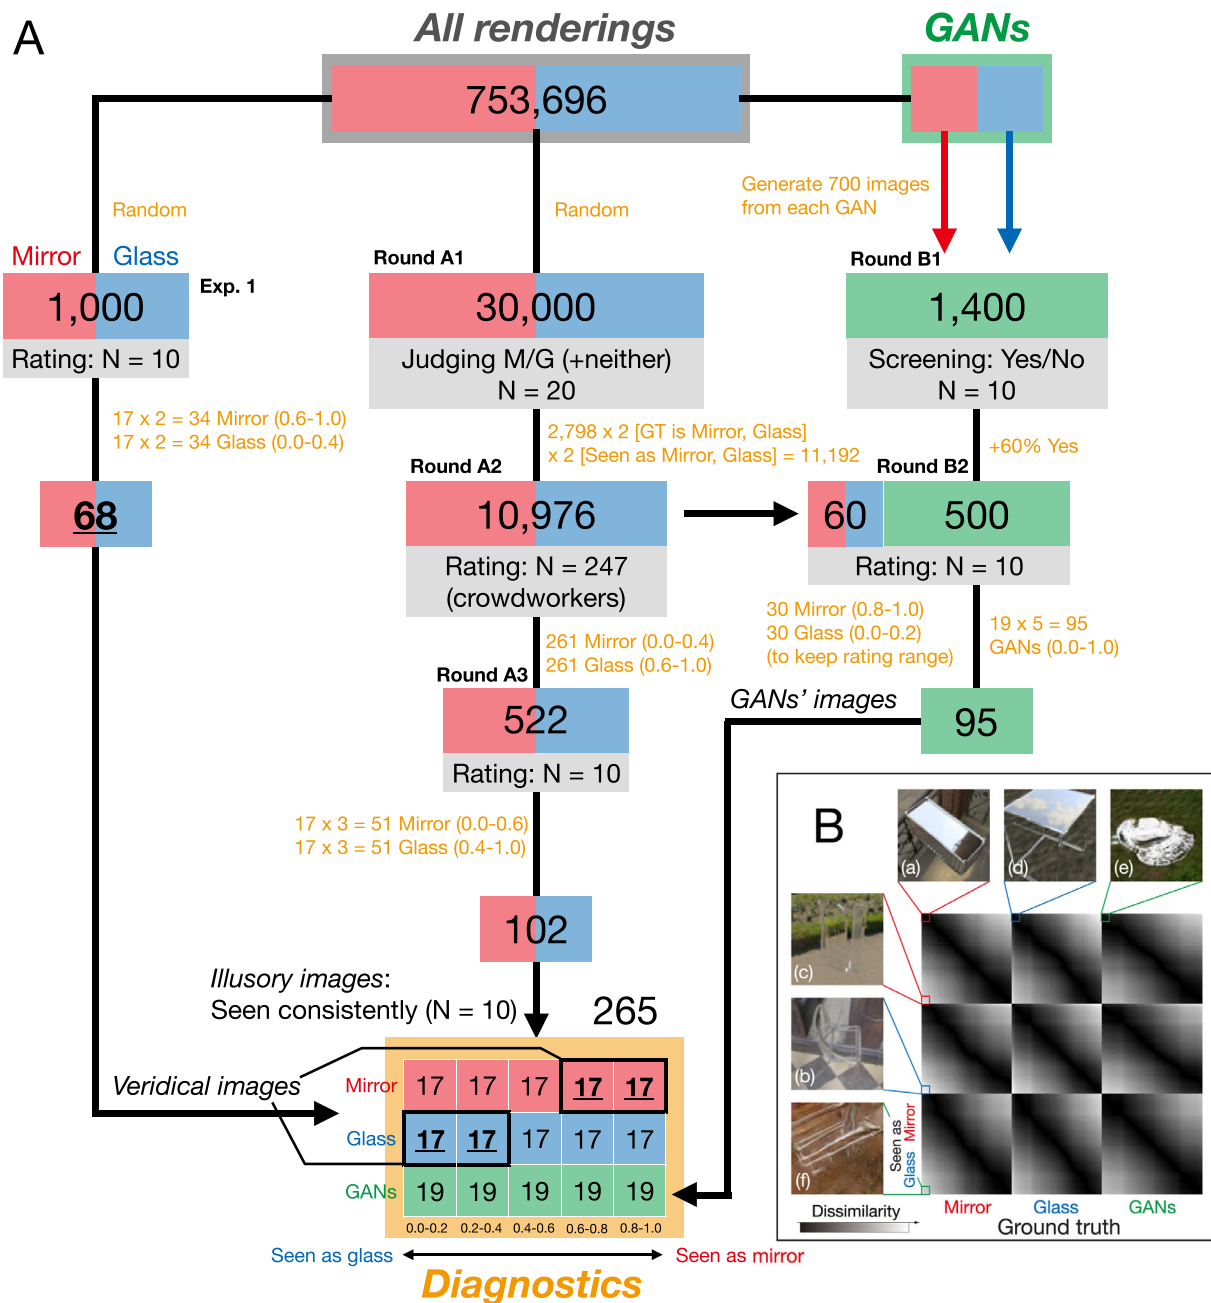 A
All renderings
GANs
753,696
Random
Random
Generate 700 images
from each GAN
Mirror
Glass
Exp. 1
1,000
Rating: N = 10
Round A1
30,000
Judging M/G (+neither)
N = 20
Round B1
1,400
Screening: Yes/No
N = 10
17 x 2 = 34 Mirror (0.6-1.0)
17 x 2 = 34 Glass (0.0-0.4)
2,798 x 2 [GT is Mirror, Glass]
x 2 [Seen as Mirror, Glass] = 11,192
+60% Yes
68
Round A2
10,976
Rating: N = 247
(crowdworkers)
Round B2
60
500
Rating: N = 10
261 Mirror (0.0-0.4)
261 Glass (0.6-1.0)
30 Mirror (0.8-1.0)
30 Glass (0.0-0.2)
(to keep rating range)
19 x 5 = 95
GANs (0.0-1.0)
Round A3
522
Rating: N = 10
GANs' images
95
17 x 3 = 51 Mirror (0.0-0.6)
17 x 3 = 51 Glass (0.4-1.0)
102
Illusory images:
Seen consistently (N = 10)
265
Veridical images
Mirror 17 17 17 17 17
Glass 17 17 17 17 17
GANs 19 19 19 19 19
0.0-0.2 0.2-0.4 0.4-0.6 0.6-0.8 0.8-1.0
Seen as glass
Seen as mirror
Diagnostics
B
(a)
(d)
(e)
(c)
(b)
(f)
Seen as
Glass Mirror
Dissimilarity
Mirror
Glass
GANs
Ground truth